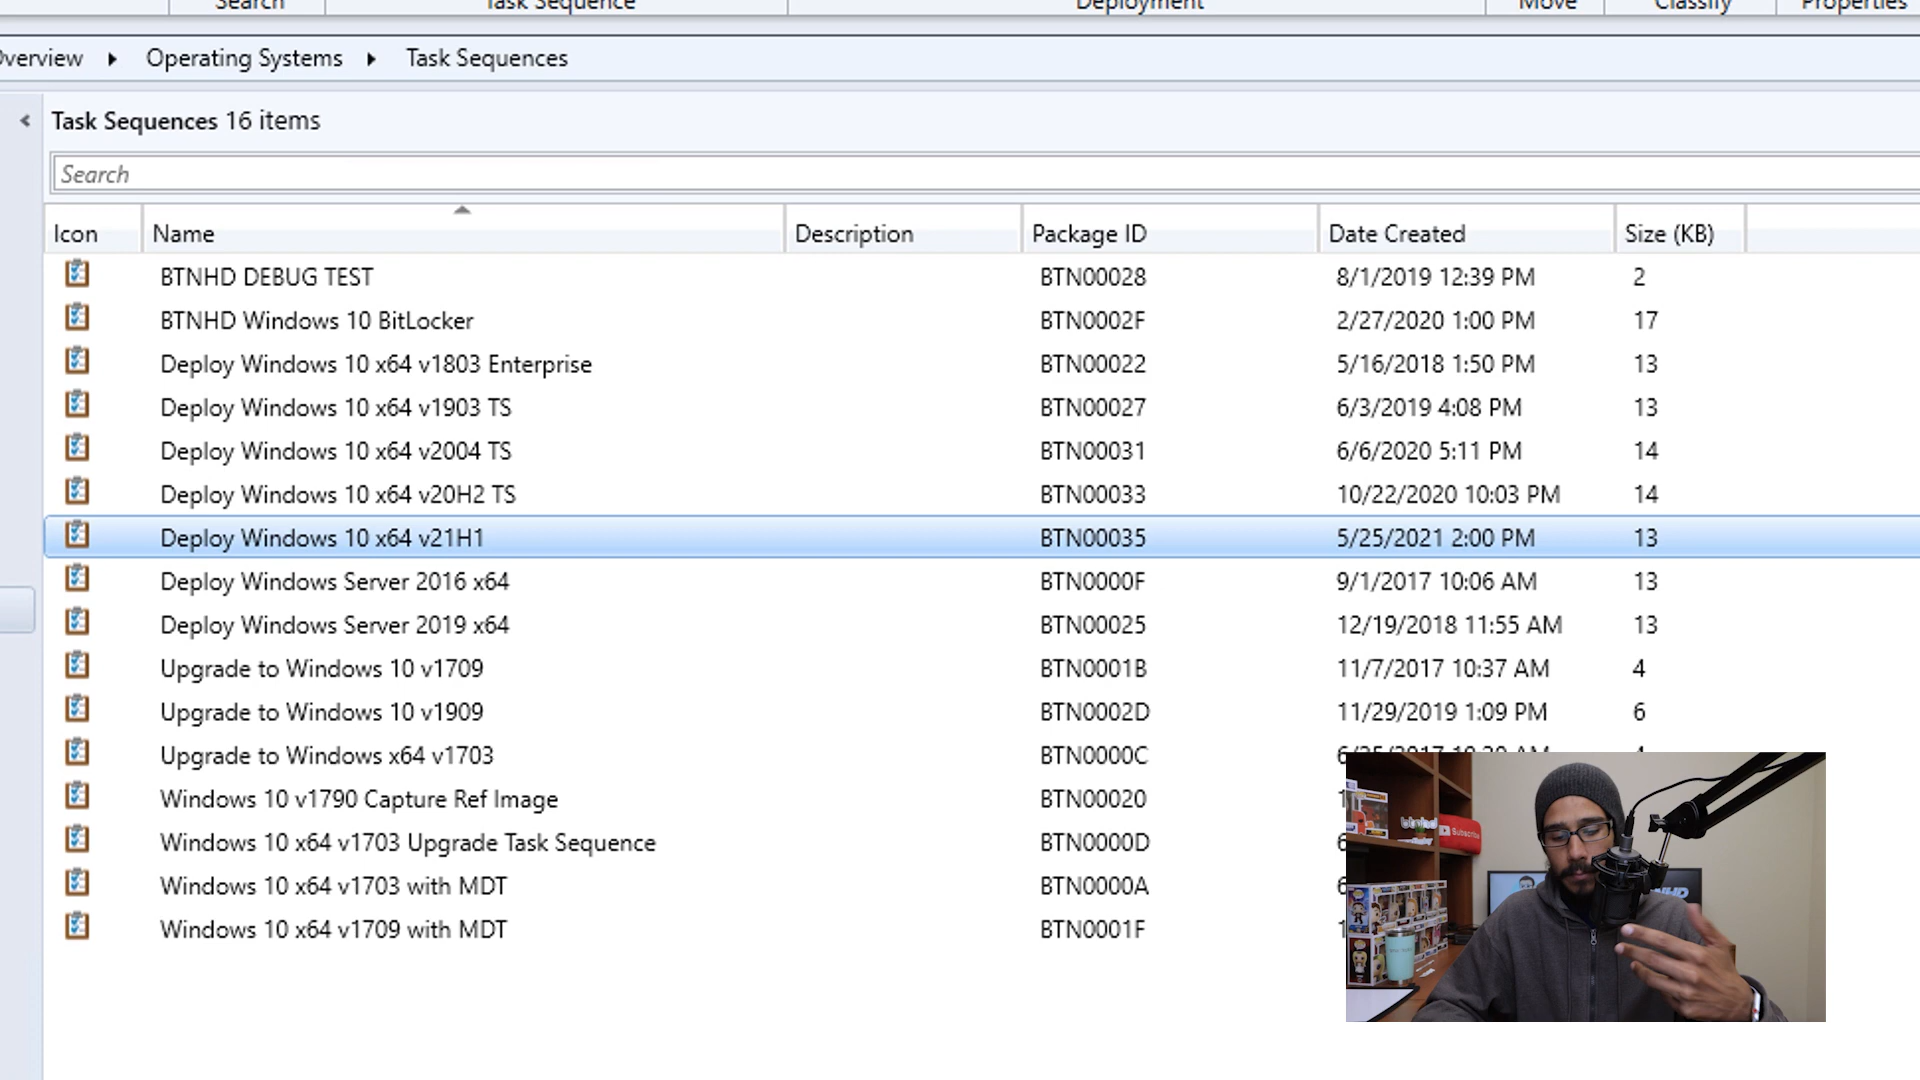 Search Task Sequence Deployment Move Classify Properties
Overview Operating Systems Task Sequences
Task Sequences 16 items
Search
Icon Name Description Package ID Date Created Size (KB)
BTNHD DEBUG TEST BTN00028 8/1/2019 12:39 PM 2
BTNHD Windows 10 BitLocker BTN0002F 2/27/2020 1:00 PM 17
Deploy Windows 10 x64 v1803 Enterprise BTN00022 5/16/2018 1:50 PM 13
Deploy Windows 10 x64 v1903 TS BTN00027 6/3/2019 4:08 PM 13
Deploy Windows 10 x64 v2004 TS BTN00031 6/6/2020 5:11 PM 14
Deploy Windows 10 x64 v20H2 TS BTN00033 10/22/2020 10:03 PM 14
Deploy Windows 10 x64 v21H1 BTN00035 5/25/2021 2:00 PM 13
Deploy Windows Server 2016 x64 BTN0000F 9/1/2017 10:06 AM 13
Deploy Windows Server 2019 x64 BTN00025 12/19/2018 11:55 AM 13
Upgrade to Windows 10 v1709 BTN0001B 11/7/2017 10:37 AM 4
Upgrade to Windows 10 v1909 BTN0002D 11/29/2019 1:09 PM 6
Upgrade to Windows x64 v1703 BTN0000C
Windows 10 v1790 Capture Ref Image BTN00020
Windows 10 x64 v1703 Upgrade Task Sequence BTN0000D
Windows 10 x64 v1703 with MDT BTN0000A
Windows 10 x64 v1709 with MDT BTN0001F
btnhd Subscribe